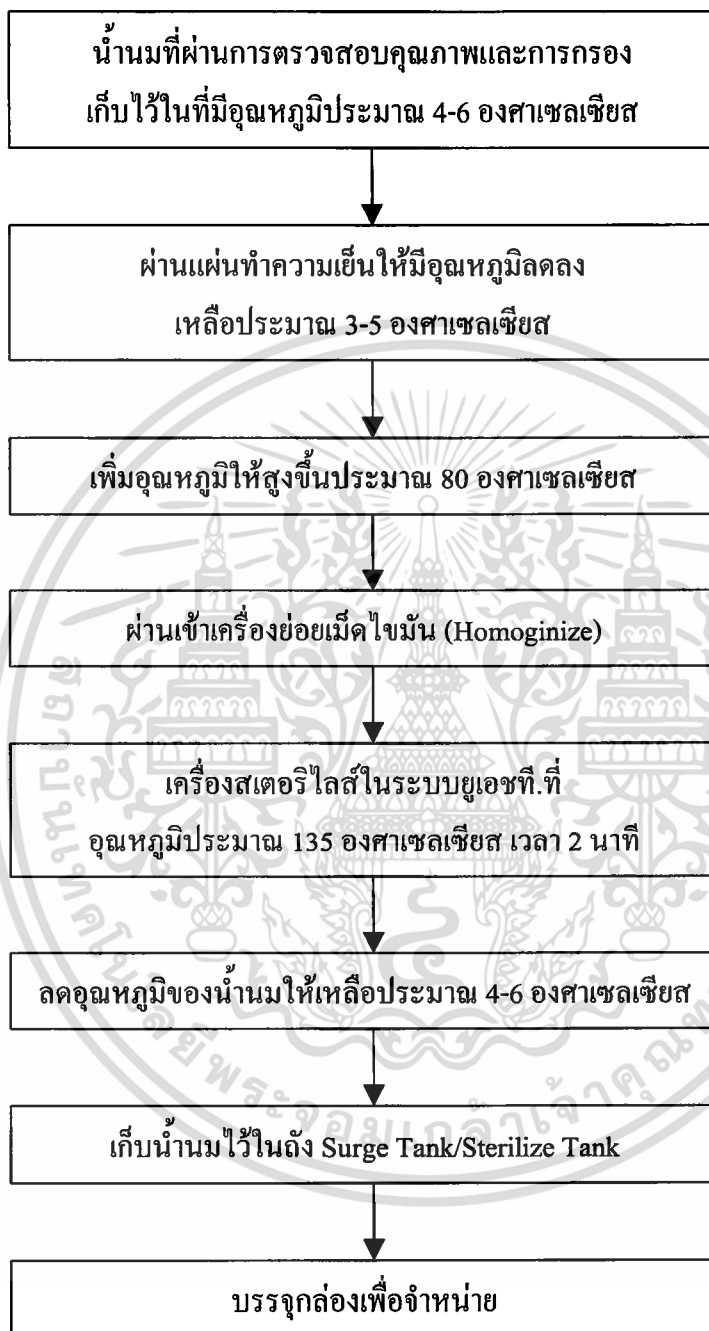 น้ำนมที่ผ่านการตรวจสอบคุณภาพและการกรอง
เก็บไว้ในที่มีอุณหภูมิประมาณ 4-6 องศาเซลเซียส
ผ่านแผ่นทำความเย็นให้มีอุณหภูมิลดลง
เหลือประมาณ 3-5 องศาเซลเซียส
เพิ่มอุณหภูมิให้สูงขึ้นประมาณ 80 องศาเซลเซียส
ผ่านเข้าเครื่องย่อยเม็ดไขมัน (Homoginize)
เครื่องสเตอริไลส์ในระบบยูเอชที.ที่
อุณหภูมิประมาณ 135 องศาเซลเซียส เวลา 2 นาที
ลดอุณหภูมิของน้ำนมให้เหลือประมาณ 4-6 องศาเซลเซียส
เก็บน้ำนมไว้ในถัง Surge Tank/Sterilize Tank
บรรจุกล่องเพื่อจำหน่าย